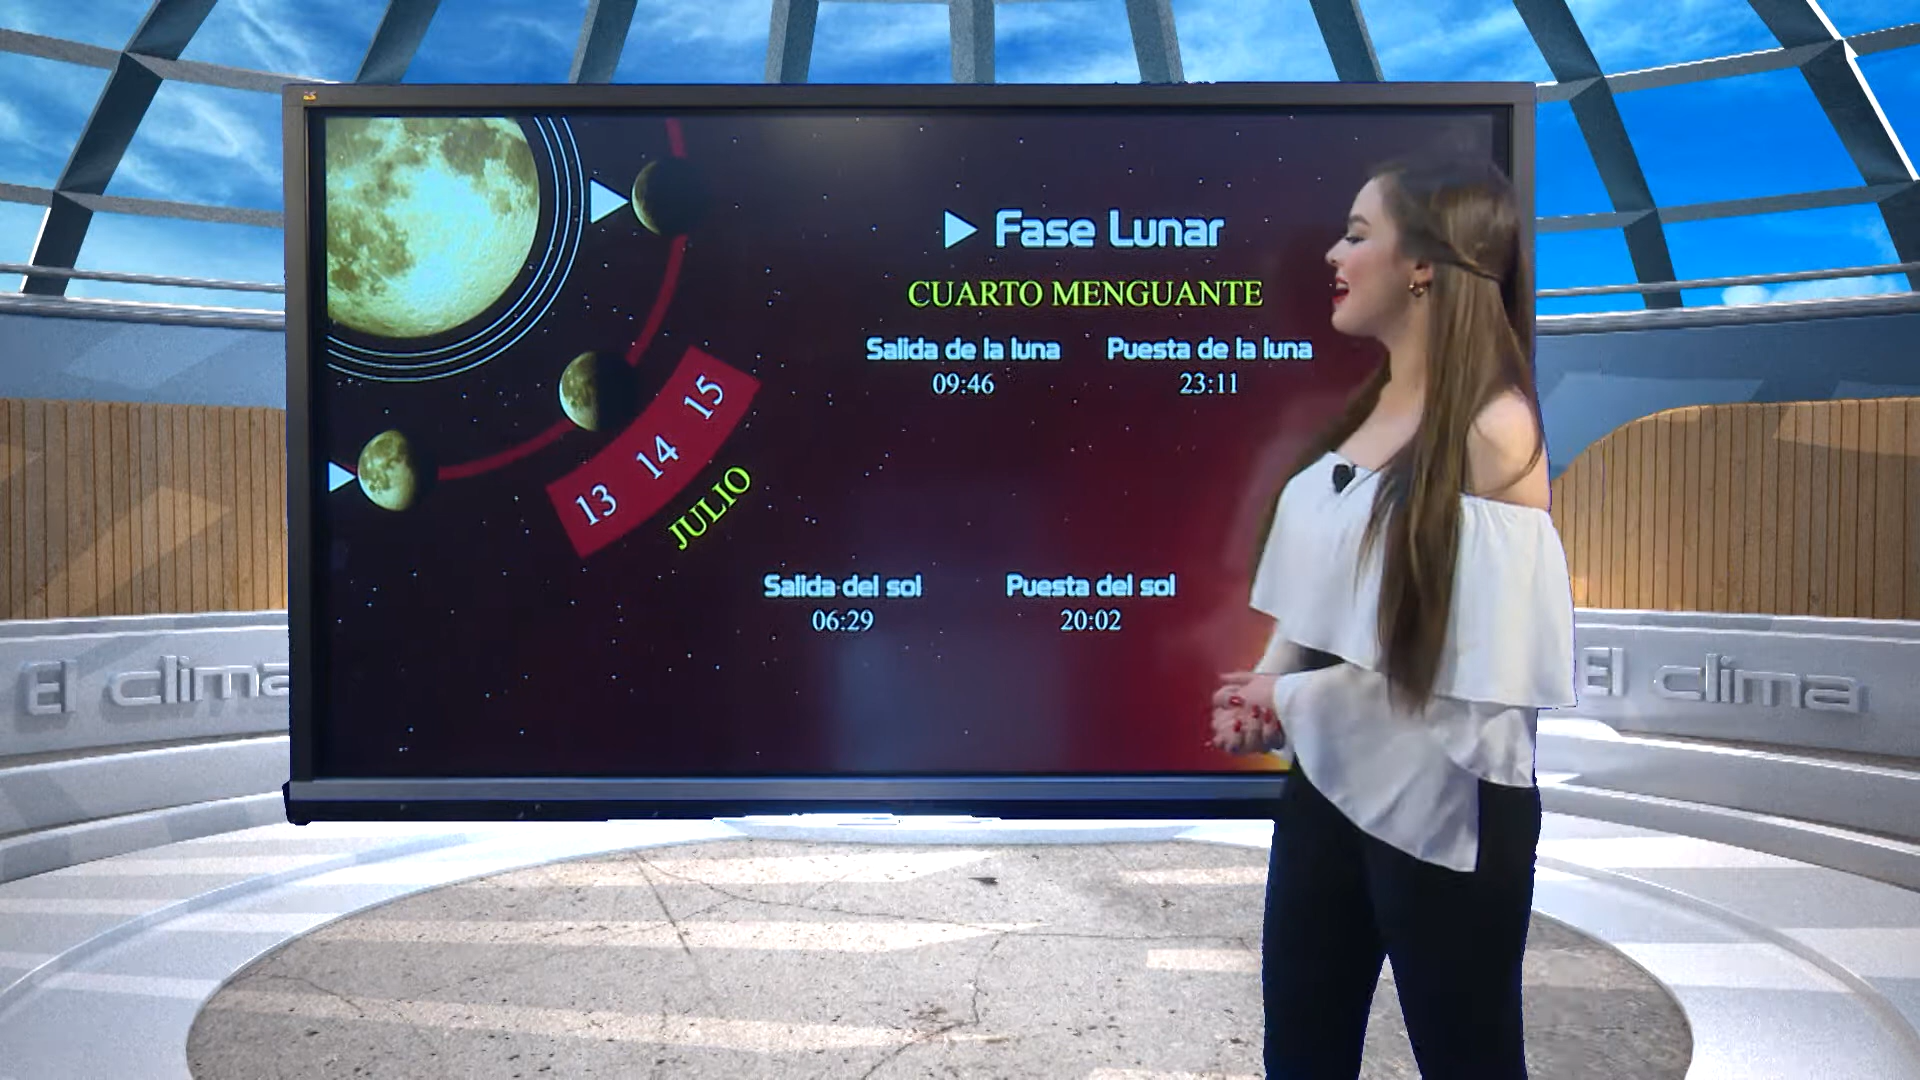 Fase Lunar
CUARTO MENGUANTE
Salida de la luna
Puesta de la luna
09:46
23:11
13 14 15
JULIO
Salida del sol
Puesta del sol
06:29
20:02
El clima
El clima